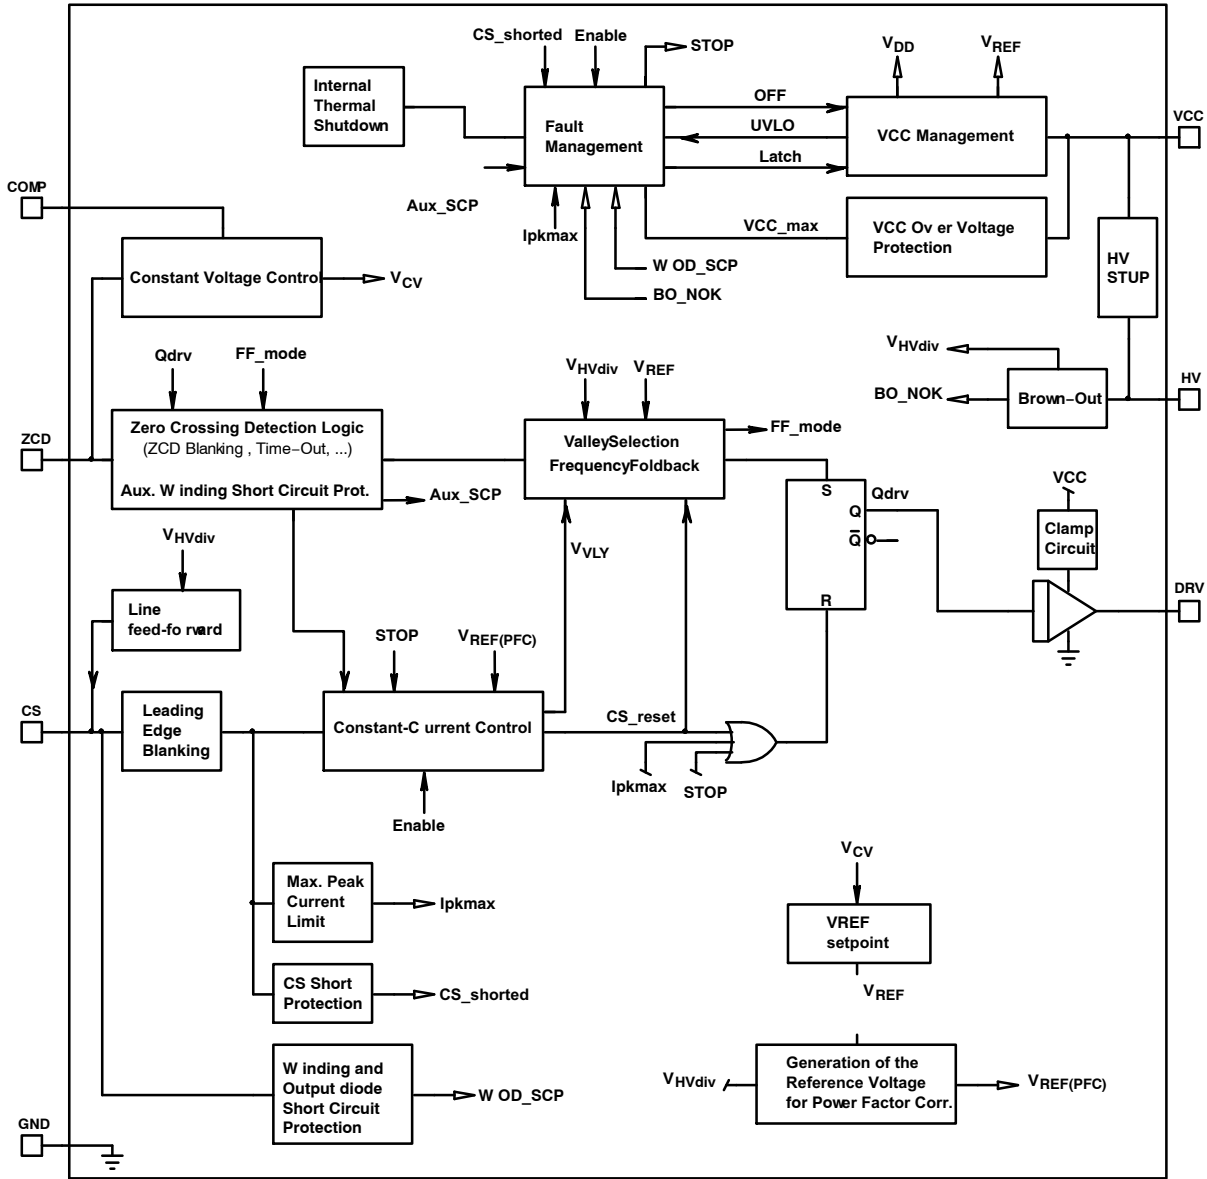 CS_shorted
Enable
STOP
VDD
VREF
Internal
Thermal
Shutdown
Fault
Management
OFF
UVLO
Latch
VCC Management
VCC
Aux_SCP
Ipkmax
VCC_max
W OD_SCP
BO_NOK
VCC Ov er Voltage
Protection
HV
STUP
COMP
Constant Voltage Control
VCV
Qdrv
FF_mode
VHVdiv
VREF
VHVdiv
BO_NOK
Brown−Out
HV
ZCD
Zero Crossing Detection Logic
(ZCD Blanking , Time−Out, ...)
Aux. W inding Short Circuit Prot.
Aux_SCP
ValleySelection
FrequencyFoldback
FF_mode
S
Q
Q
R
Qdrv
VCC
Clamp
Circuit
DRV
VHVdiv
VVLY
Line
feed-fo rward
STOP
VREF(PFC)
CS
Leading
Edge
Blanking
Constant-C urrent Control
CS_reset
Ipkmax
STOP
Enable
Max. Peak
Current
Limit
Ipkmax
VCV
VREF
setpoint
VREF
CS Short
Protection
CS_shorted
W inding and
Output diode
Short Circuit
Protection
W OD_SCP
VHVdiv
Generation of the
Reference Voltage
for Power Factor Corr.
VREF(PFC)
GND